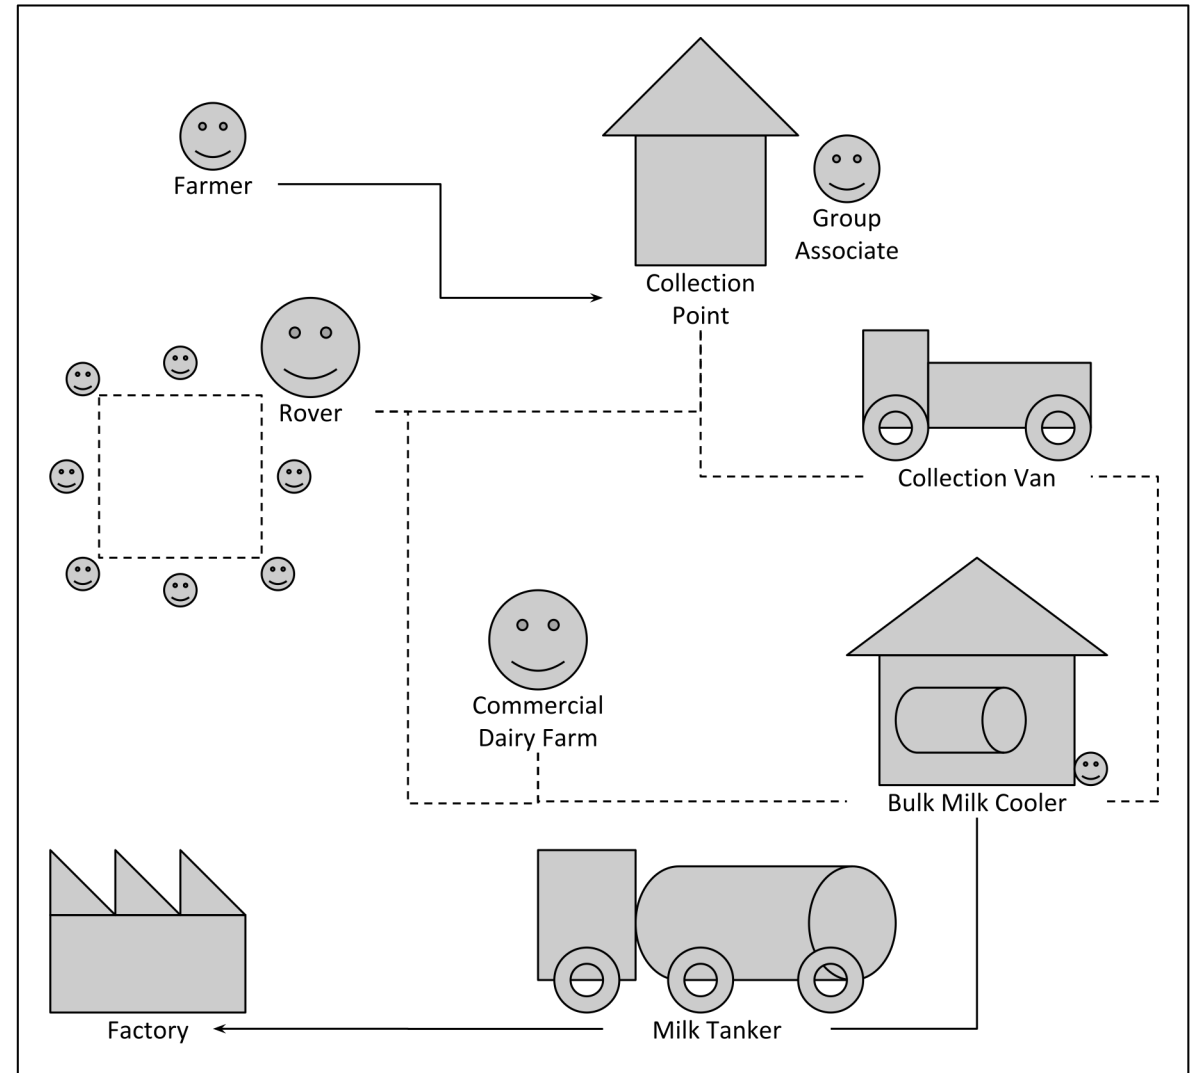 Farmer
Group
Associate
Collection
Point
Rover
Collection Van
Commercial
Dairy Farm
Bulk Milk Cooler
Factory
Milk Tanker